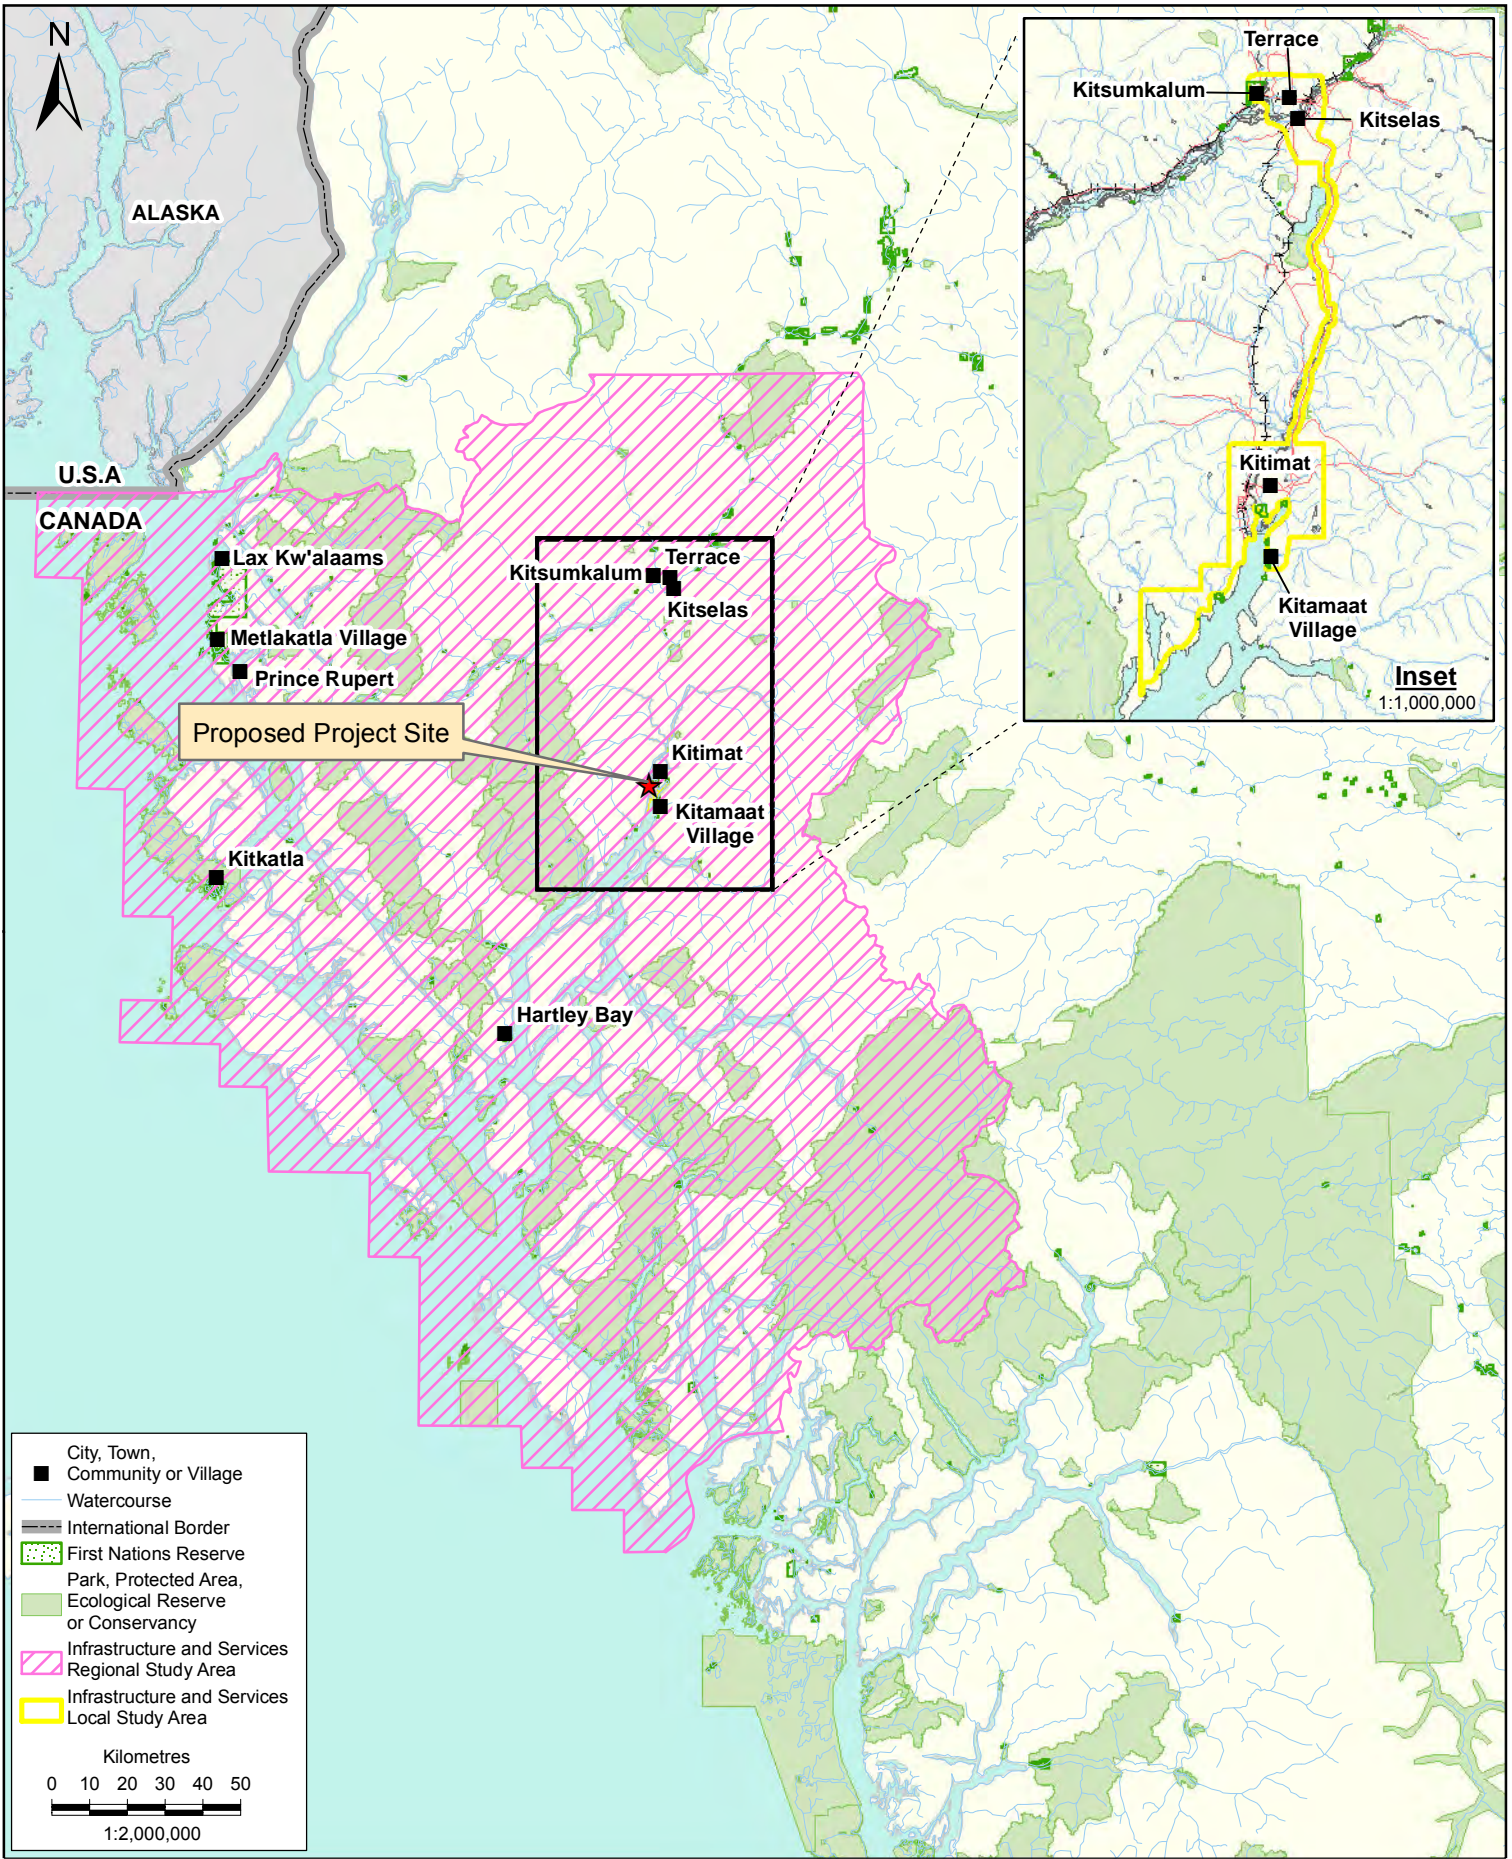 N
ALASKA
U.S.A
CANADA
Lax Kw'alaams
Metlakatla Village
Prince Rupert
Terrace
Kitsumkalum
Kitselas
Proposed Project Site
Kitimat
Kitamaat
Village
Kitkatla
Hartley Bay
Terrace
Kitsumkalum
Kitselas
Kitimat
Kitamaat
Village
Inset
1:1,000,000
City, Town,
Community or Village
Watercourse
International Border
First Nations Reserve
Park, Protected Area,
Ecological Reserve
or Conservancy
Infrastructure and Services
Regional Study Area
Infrastructure and Services
Local Study Area
Kilometres
0 10 20 30 40 50
1:2,000,000